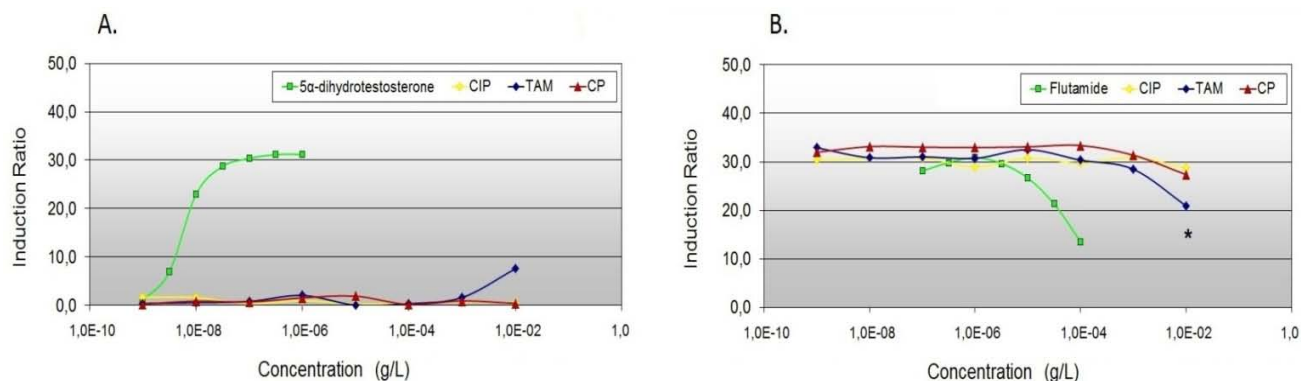 A.
50,0
40,0
30,0
20,0
10,0
0,0
Induction Ratio
5α-dihydrotestosterone CIP TAM CP
1,0E-10 1,0E-08 1,0E-06 1,0E-04 1,0E-02 1,0
Concentration (g/L)
B.
50,0
40,0
30,0
20,0
10,0
0,0
Induction Ratio
Flutamide CIP TAM CP
*
1,0E-10 1,0E-08 1,0E-06 1,0E-04 1,0E-02 1,0
Concentration (g/L)